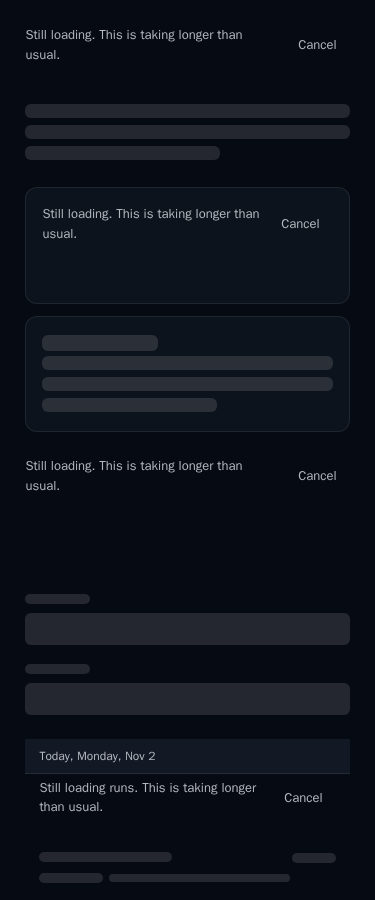 Still loading. This is taking longer than
usual.
Cancel
Still loading. This is taking longer than
usual.
Cancel
Still loading. This is taking longer than
usual.
Cancel
Today, Monday, Nov 2
Still loading runs. This is taking longer
than usual.
Cancel